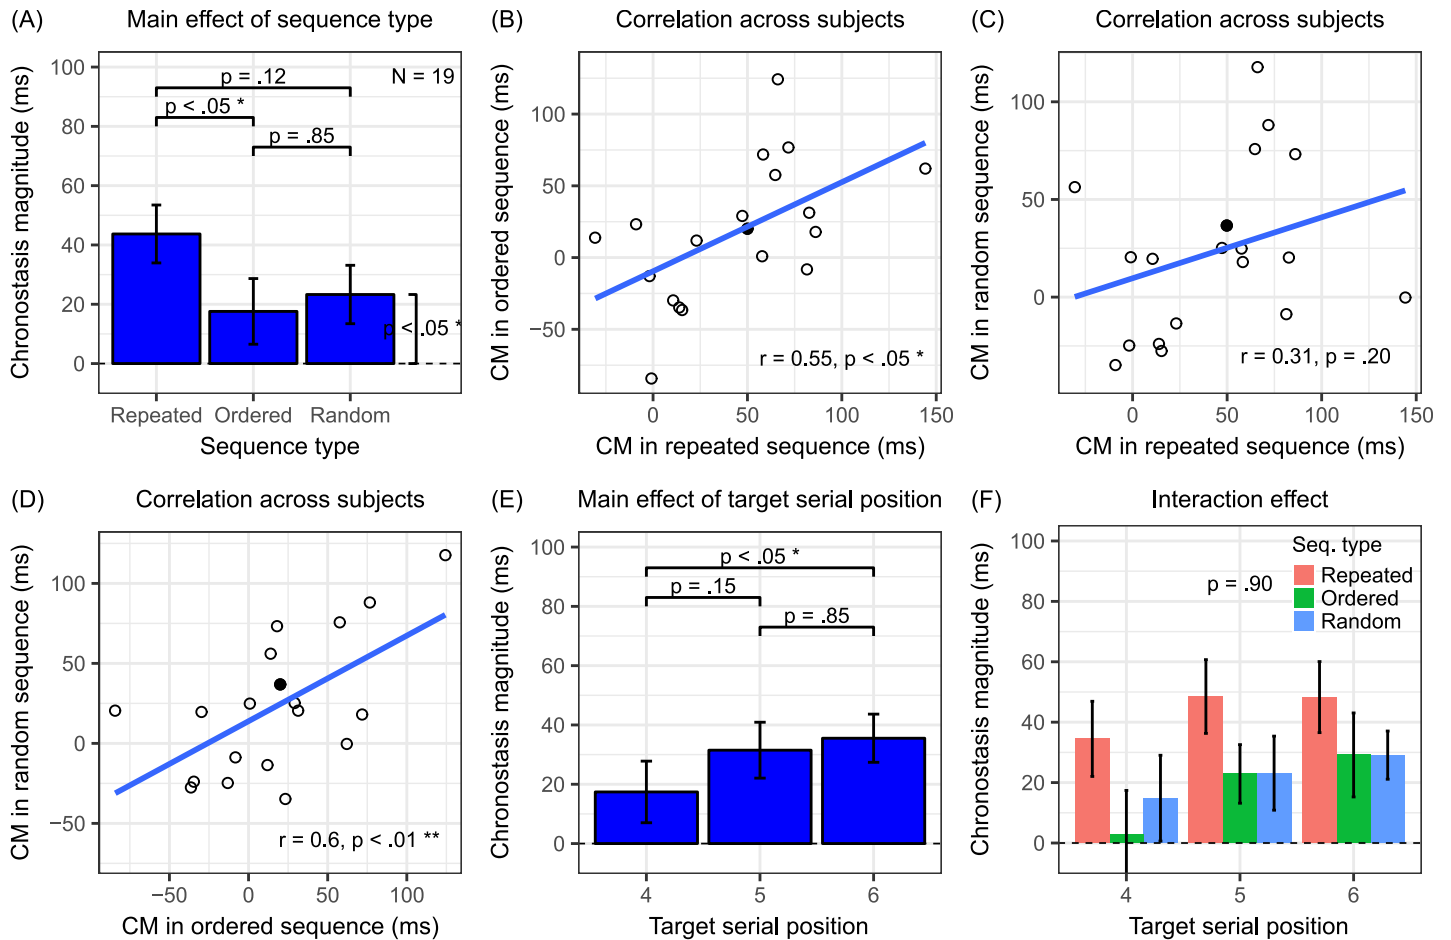 (A) Main effect of sequence type
Chronostasis magnitude (ms)
100
80
60
40
20
0
p = .12
N = 19
p < .05 *
p = .85
p < .05 *
Repeated Ordered Random
Sequence type
(B) Correlation across subjects
CM in ordered sequence (ms)
100
50
0
−50
r = 0.55, p < .05 *
0 50 100 150
CM in repeated sequence (ms)
(C) Correlation across subjects
CM in random sequence (ms)
100
50
0
r = 0.31, p = .20
0 50 100 150
CM in repeated sequence (ms)
(D) Correlation across subjects
CM in random sequence (ms)
100
50
0
−50
r = 0.6, p < .01 **
−50 0 50 100
CM in ordered sequence (ms)
(E) Main effect of target serial position
Chronostasis magnitude (ms)
100
80
60
40
20
0
p < .05 *
p = .15
p = .85
4 5 6
Target serial position
(F) Interaction effect
Chronostasis magnitude (ms)
100
80
60
40
20
0
p = .90
Seq. type
Repeated
Ordered
Random
4 5 6
Target serial position